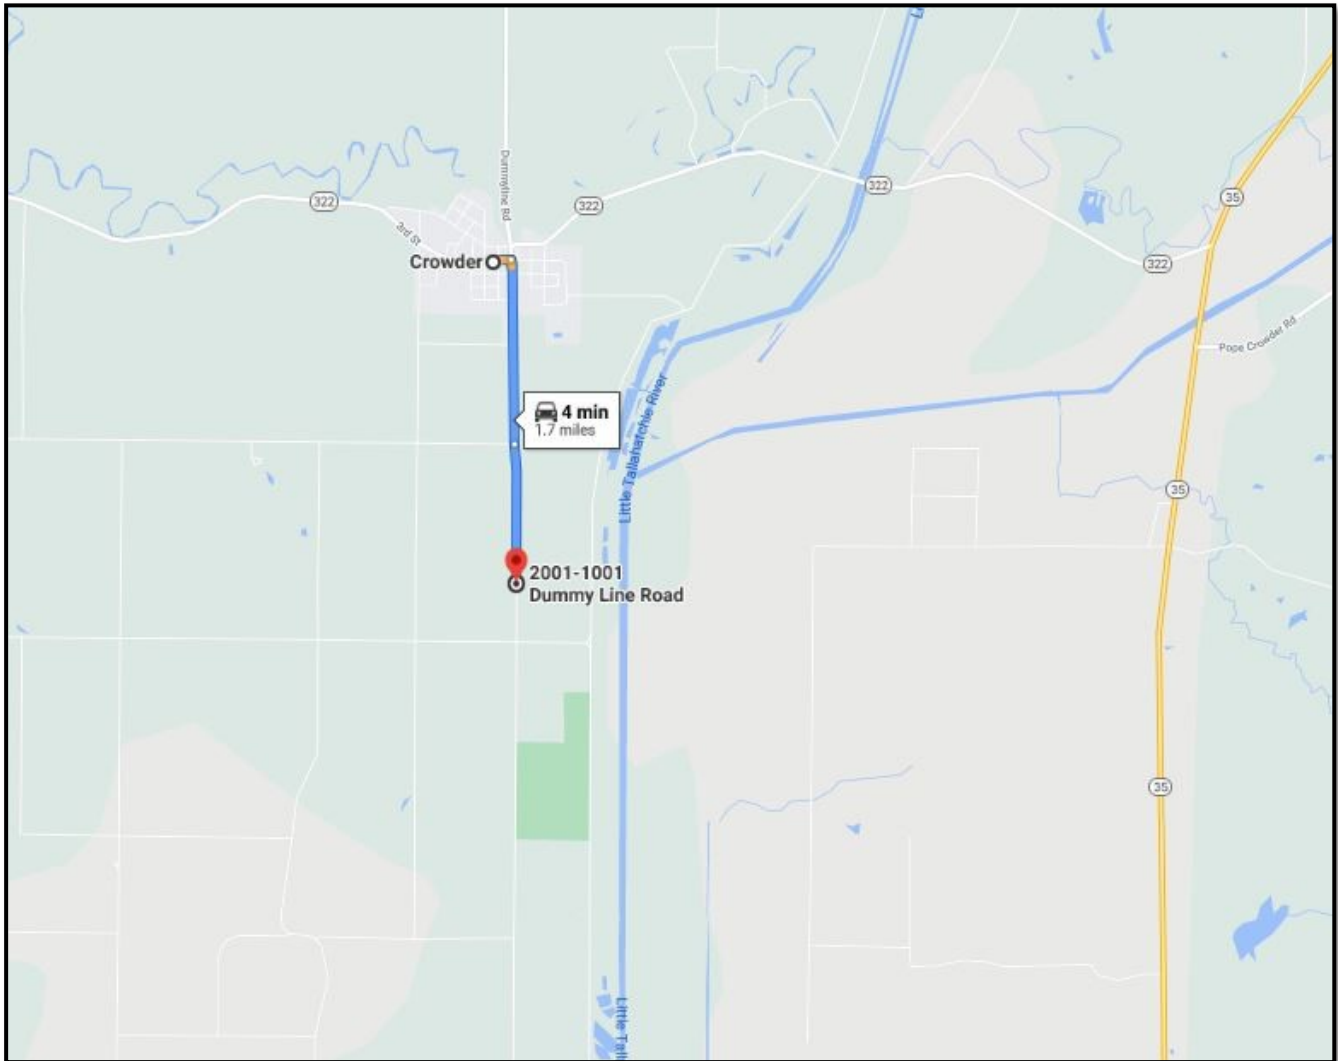 Dummyline Rd
322
322
322
35
3rd St
Crowder
322
Pope Crowder Rd
4 min
1.7 miles
Little Tallahatchie River
35
2001-1001
Dummy Line Road
35
Little Tall